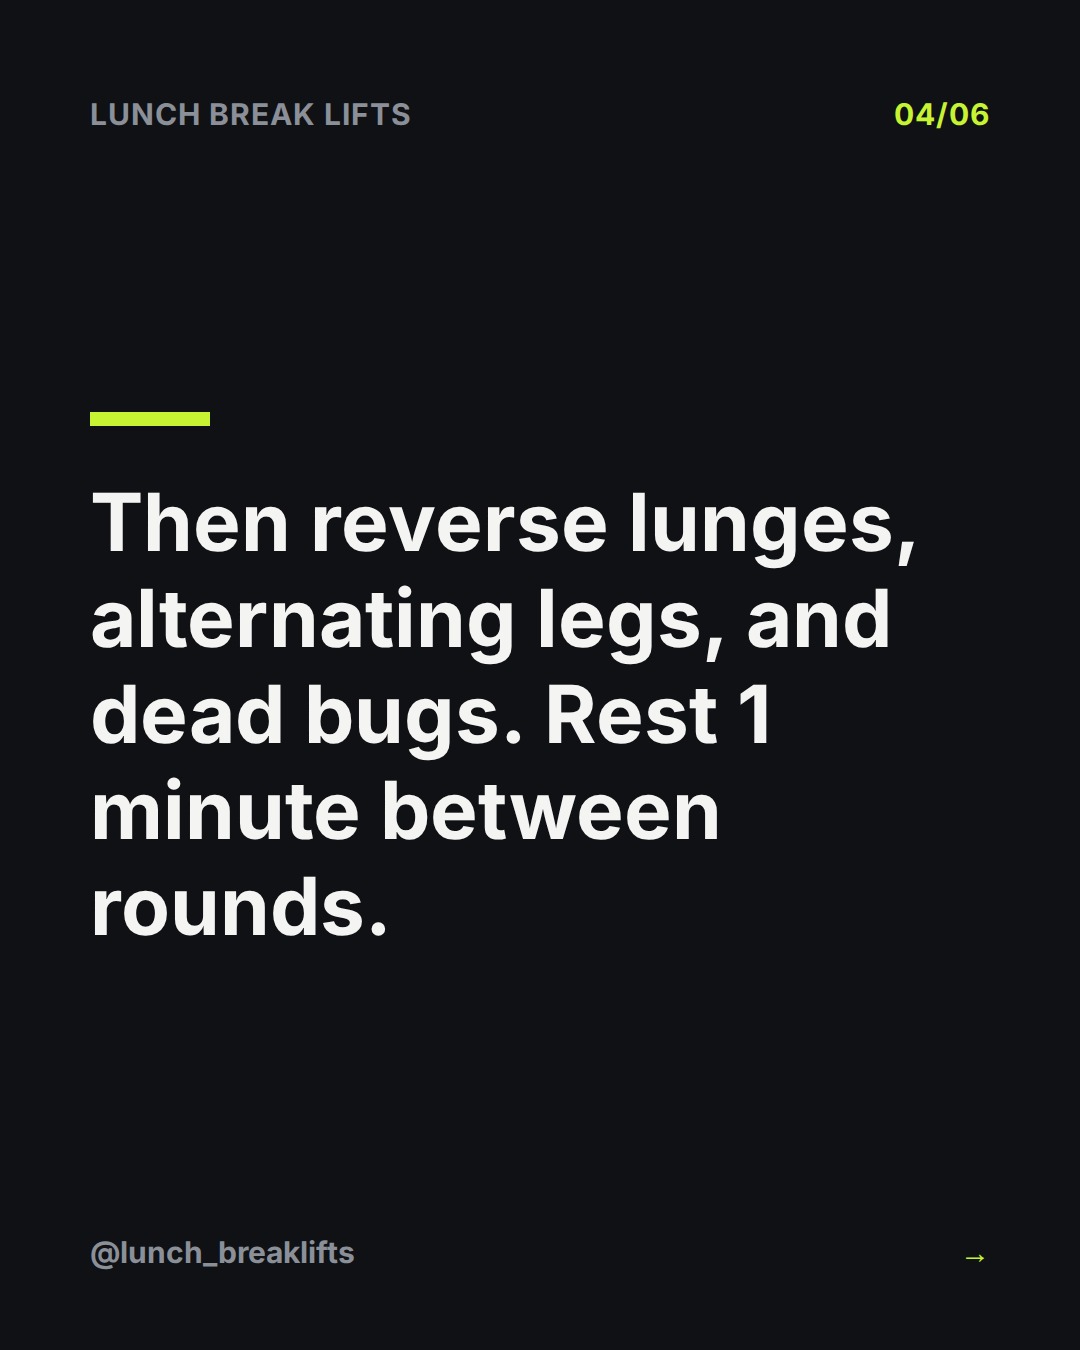 LUNCH BREAK LIFTS
04/06
Then reverse lunges,
alternating legs, and
dead bugs. Rest 1
minute between
rounds.
@lunch_breaklifts
→